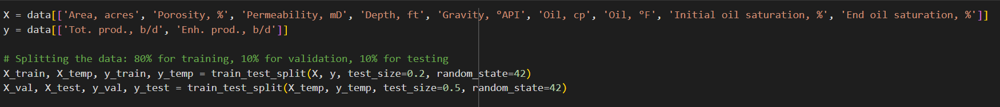 X = data[['Area, acres', 'Porosity, %', 'Permeability, mD', 'Depth, ft', 'Gravity, °API', 'Oil, cp', 'Oil, °F', 'Initial oil saturation, %', 'End oil saturation, %']]
y = data[['Tot. prod., b/d', 'Enh. prod., b/d']]
# Splitting the data: 80% for training, 10% for validation, 10% for testing
X_train, X_temp, y_train, y_temp = train_test_split(X, y, test_size=0.2, random_state=42)
X_val, X_test, y_val, y_test = train_test_split(X_temp, y_temp, test_size=0.5, random_state=42)